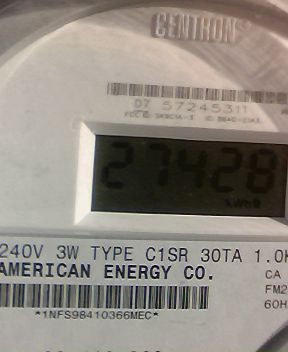 CENTRON
07 57245311
27428
kWh
240V 3W TYPE C1SR 30TA 1.0K
AMERICAN ENERGY CO.
CA
FM2
60H
*1NFS98410366MEC*